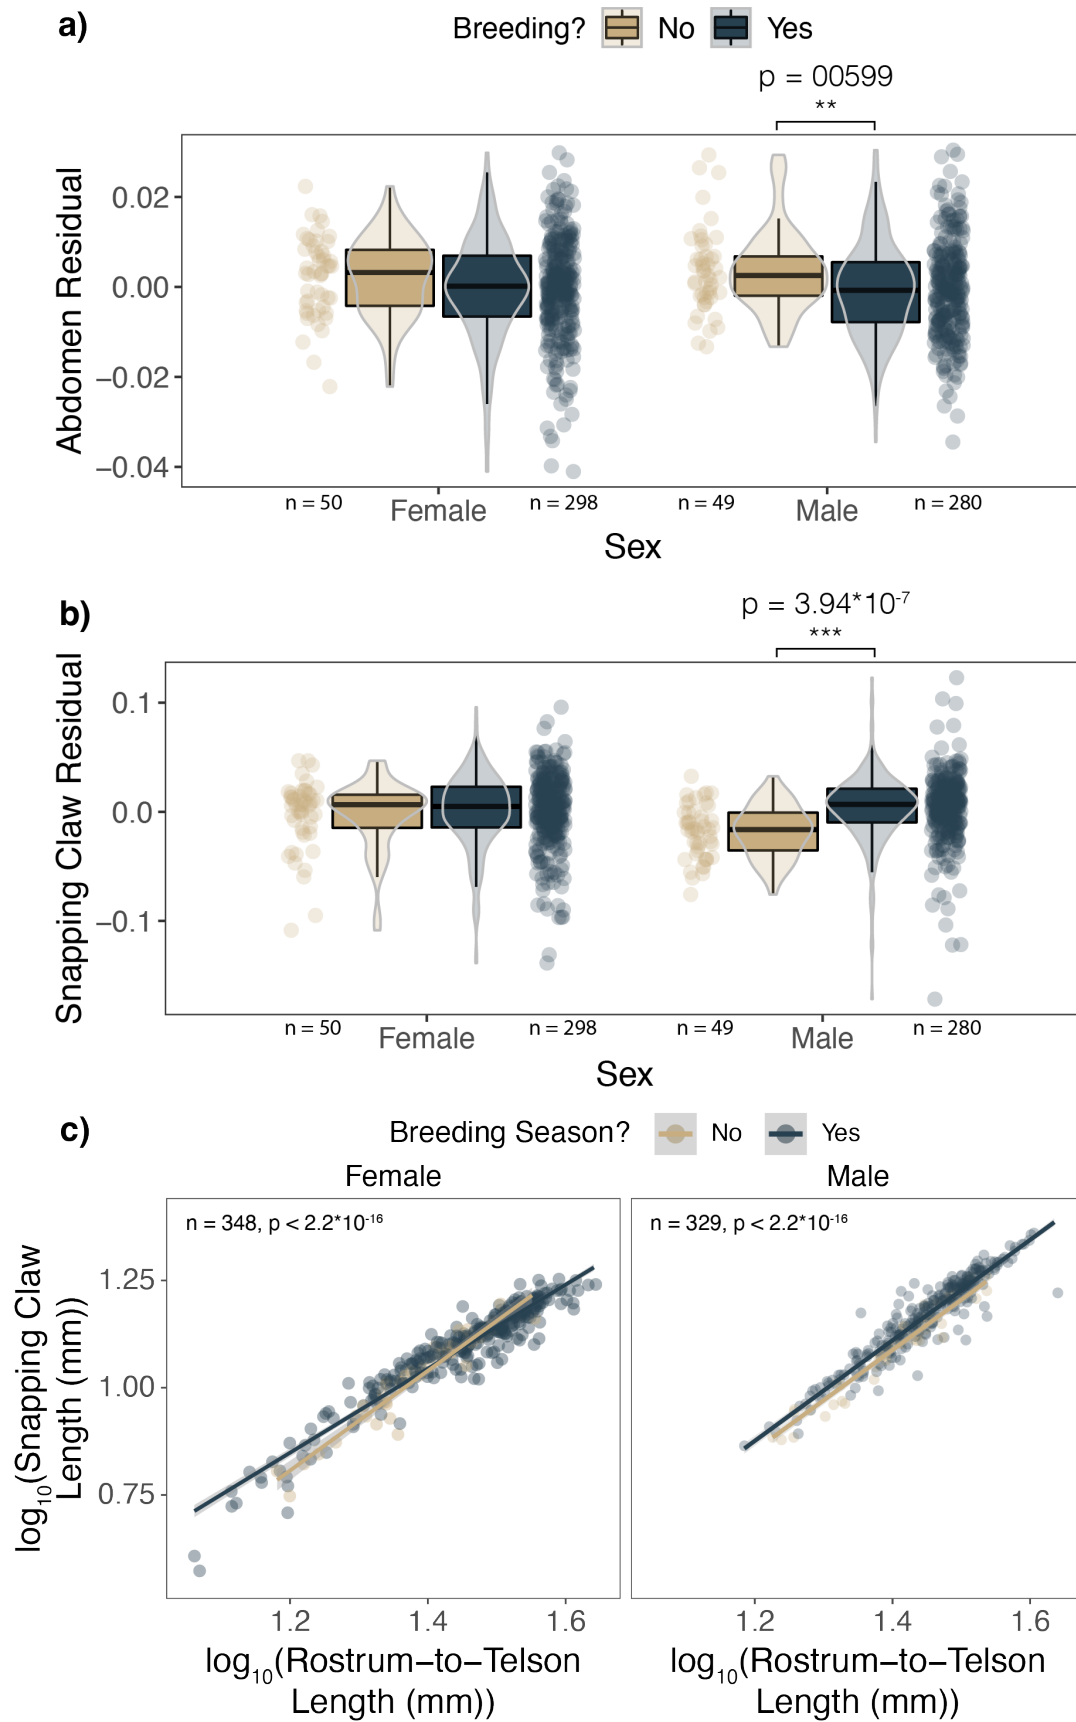 a)
Breeding? No Yes
p = 00599
**
Abdomen Residual
0.02
0.00
−0.02
−0.04
n = 50 Female n = 298 n = 49 Male n = 280
Sex
b)
p = 3.94*10-7
***
Snapping Claw Residual
0.1
0.0
−0.1
n = 50 Female n = 298 n = 49 Male n = 280
Sex
c)
Breeding Season? No Yes
Female Male
n = 348, p < 2.2*10-16 n = 329, p < 2.2*10-16
log10(Snapping Claw
Length (mm))
1.25
1.00
0.75
1.2 1.4 1.6 1.2 1.4 1.6
log10(Rostrum−to−Telson log10(Rostrum−to−Telson
Length (mm)) Length (mm))